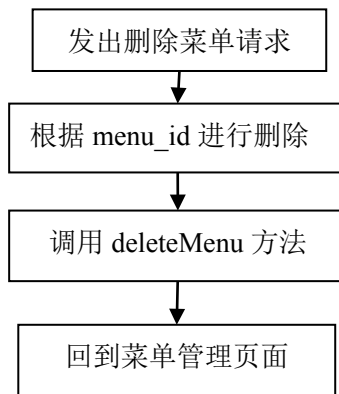 发出删除菜单请求
根据 menu_id 进行删除
调用 deleteMenu 方法
回到菜单管理页面